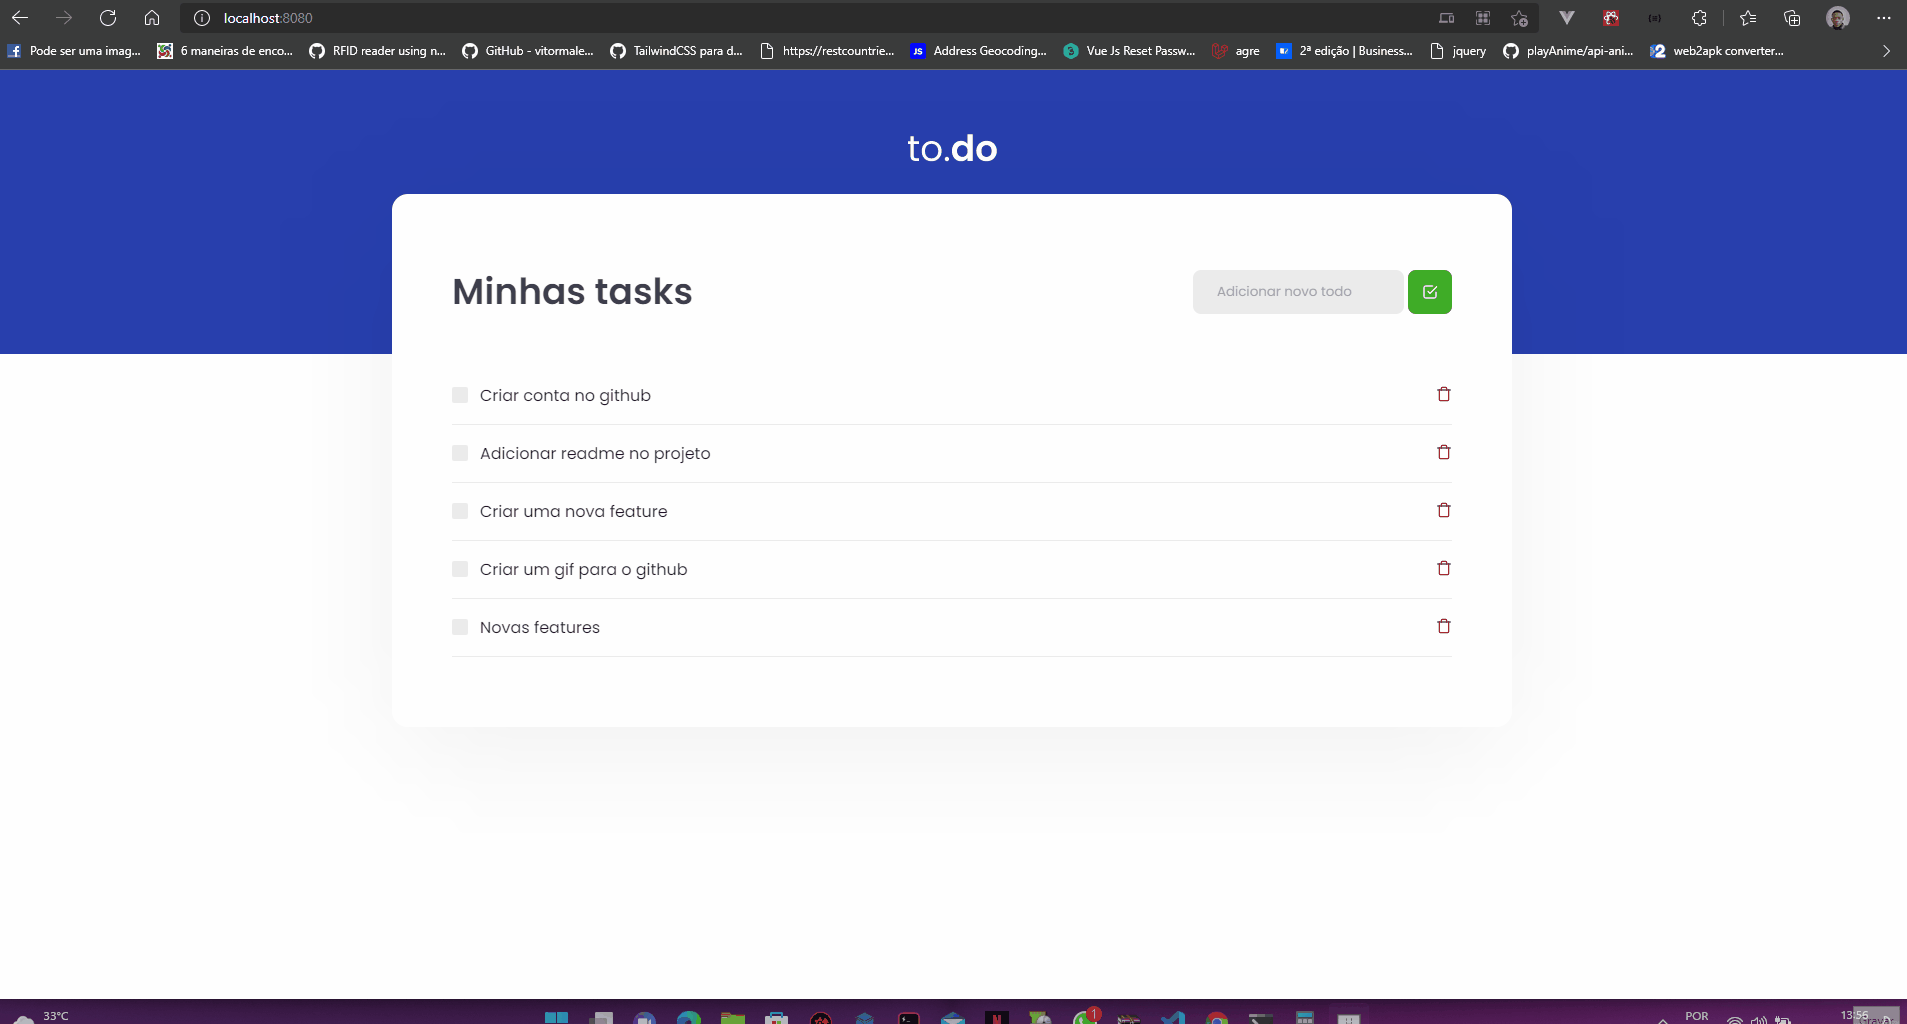 localhost:8080
Pode ser uma imag... 6 maneiras de enco... RFID reader using n... GitHub - vitormale... TailwindCSS para d... https://restcountrie... JS Address Geocoding... Vue Js Reset Passw... agre 2ª edição | Business... jquery playAnime/api-ani... web2apk converter...
to.do
Minhas tasks
Adicionar novo todo
Criar conta no github
Adicionar readme no projeto
Criar uma nova feature
Criar um gif para o github
Novas features
33°C
1
POR
13:56